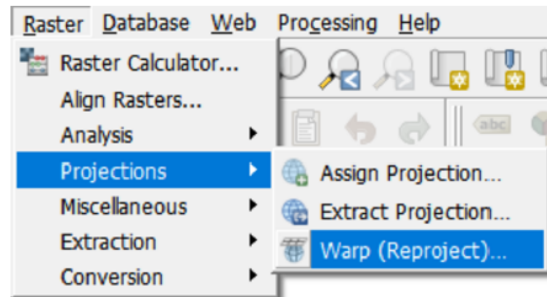 Raster Database Web Processing Help
Raster Calculator...
Align Rasters...
Analysis
Projections
Miscellaneous
Extraction
Conversion
Assign Projection...
Extract Projection...
Warp (Reproject)...
abc